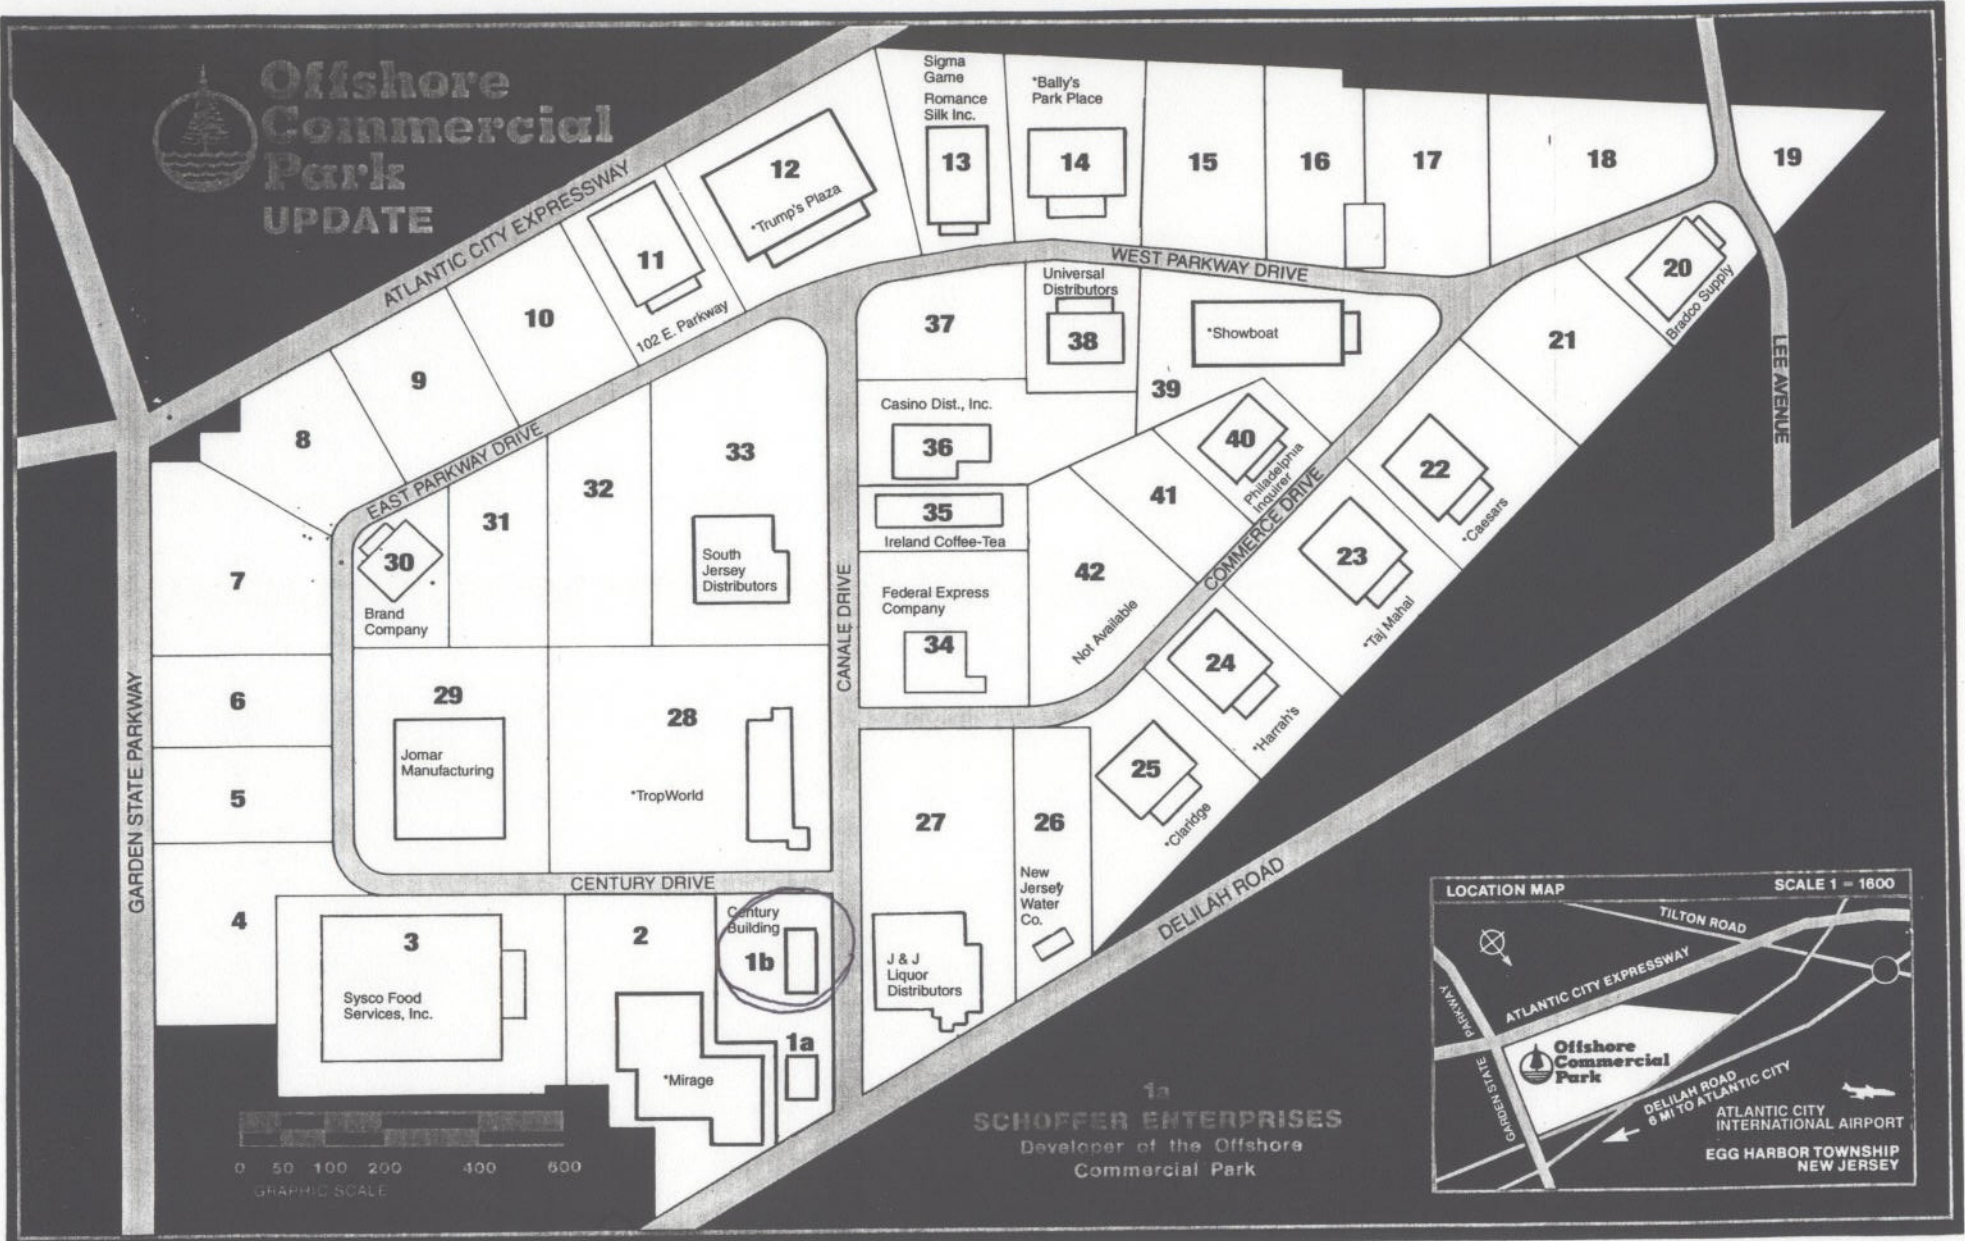 Offshore
Commercial
Park
UPDATE
ATLANTIC CITY EXPRESSWAY
GARDEN STATE PARKWAY
EAST PARKWAY DRIVE
WEST PARKWAY DRIVE
CANALE DRIVE
COMMERCE DRIVE
CENTURY DRIVE
DELILAH ROAD
LEE AVENUE
Sigma
Game
Romance
Silk Inc.
13
*Bally's
Park Place
14
15
16
17
18
19
12
*Trump's Plaza
11
102 E. Parkway
10
9
8
7
6
5
4
37
Universal
Distributors
38
*Showboat
39
20
Bradco Supply
21
Casino Dist., Inc.
36
35
Ireland Coffee-Tea
Federal Express
Company
34
40
Philadelphia
Inquirer
41
42
Not Available
22
*Caesars
23
*Taj Mahal
24
*Harrah's
25
*Claridge
33
South
Jersey
Distributors
32
31
30
Brand
Company
29
Jomar
Manufacturing
28
*TropWorld
27
J & J
Liquor
Distributors
26
New
Jersey
Water
Co.
3
Sysco Food
Services, Inc.
2
*Mirage
Century
Building
1b
1a
0 50 100 200 400 600
GRAPHIC SCALE
1a
SCHOFFER ENTERPRISES
Developer of the Offshore
Commercial Park
LOCATION MAP
SCALE 1 = 1600
TILTON ROAD
ATLANTIC CITY EXPRESSWAY
GARDEN STATE PARKWAY
Offshore
Commercial
Park
DELILAH ROAD
6 MI TO ATLANTIC CITY
ATLANTIC CITY
INTERNATIONAL AIRPORT
EGG HARBOR TOWNSHIP
NEW JERSEY